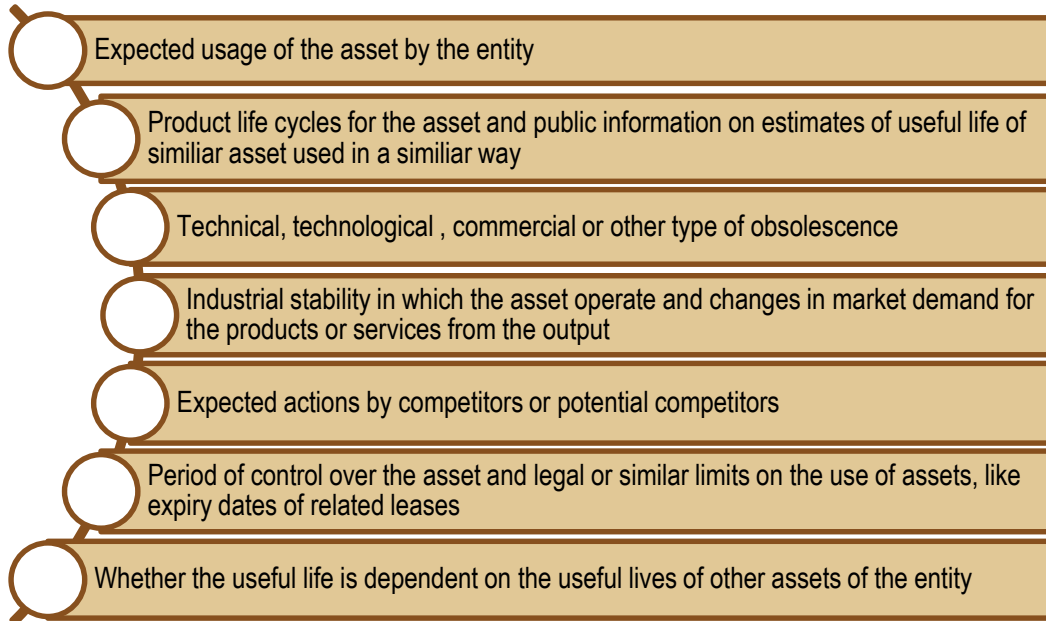 Expected usage of the asset by the entity
Product life cycles for the asset and public information on estimates of useful life of
similiar asset used in a similiar way
Technical, technological , commercial or other type of obsolescence
Industrial stability in which the asset operate and changes in market demand for
the products or services from the output
Expected actions by competitors or potential competitors
Period of control over the asset and legal or similar limits on the use of assets, like
expiry dates of related leases
Whether the useful life is dependent on the useful lives of other assets of the entity